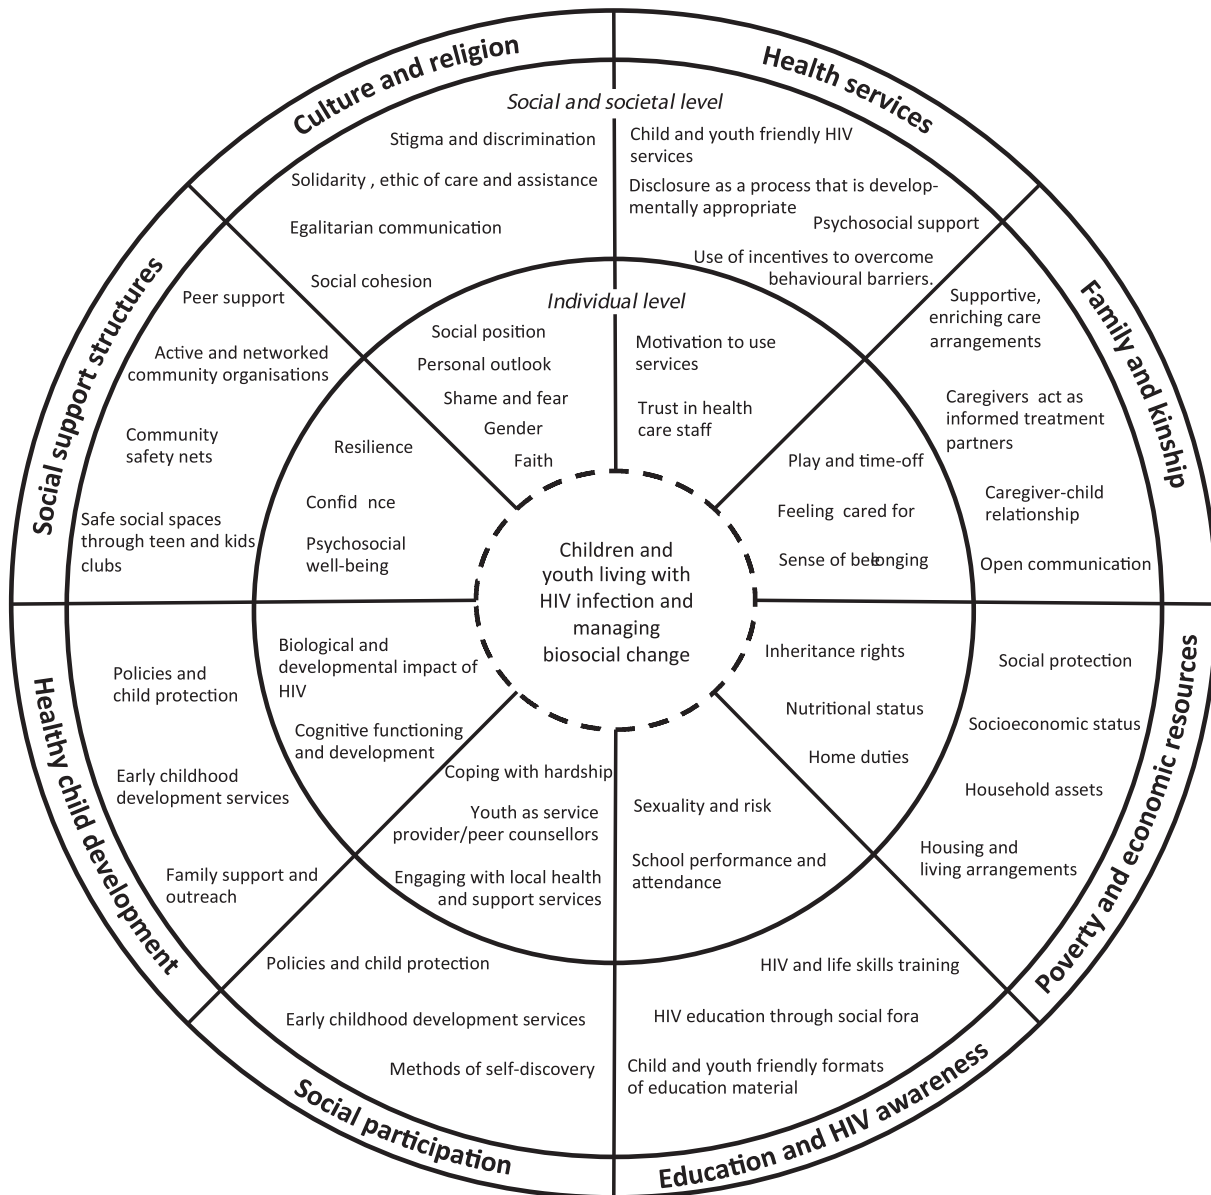 Culture and religion
Health services
Social and societal level
Stigma and discrimination
Solidarity , ethic of care and assistance
Egalitarian communication
Social cohesion
Child and youth friendly HIV
services
Disclosure as a process that is develop-
mentally appropriate
Psychosocial support
Use of incentives to overcome
behavioural barriers.
Individual level
Social position
Personal outlook
Shame and fear
Gender
Faith
Motivation to use
services
Trust in health
care staff
Social support structures
Peer support
Active and networked
community organisations
Community
safety nets
Safe social spaces
through teen and kids
clubs
Resilience
Confid nce
Psychosocial
well-being
Family and kinship
Supportive,
enriching care
arrangements
Caregivers act as
informed treatment
partners
Caregiver-child
relationship
Open communication
Play and time-off
Feeling cared for
Sense of beelonging
Children and
youth living with
HIV infection and
managing
biosocial change
Healthy child development
Policies and
child protection
Early childhood
development services
Family support and
outreach
Biological and
developmental impact of
HIV
Cognitive functioning
and development
Poverty and economic resources
Inheritance rights
Nutritional status
Home duties
Social protection
Socioeconomic status
Household assets
Housing and
living arrangements
Coping with hardship
Youth as service
provider/peer counsellors
Engaging with local health
and support services
Sexuality and risk
School performance and
attendance
Policies and child protection
Early childhood development services
Methods of self-discovery
HIV and life skills training
HIV education through social fora
Child and youth friendly formats
of education material
Social participation
Education and HIV awareness